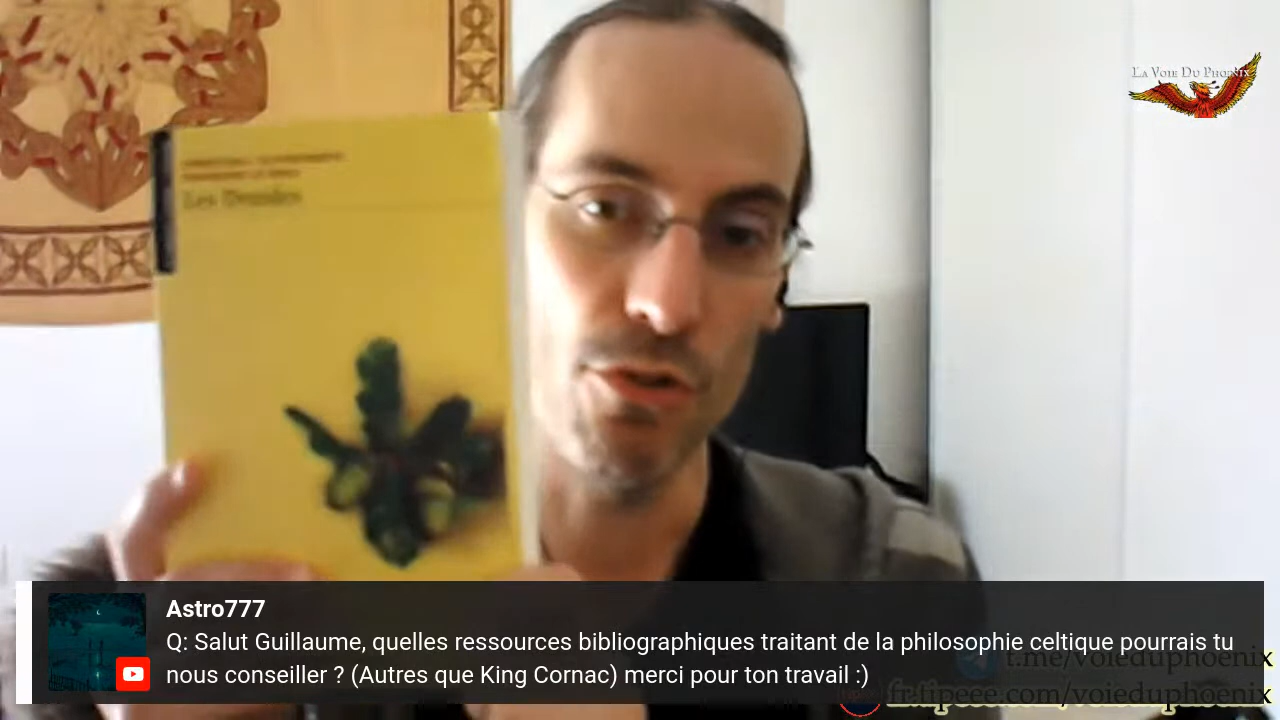 La Voie Du Phoenix
Les Druides
Astro777
Q: Salut Guillaume, quelles ressources bibliographiques traitant de la philosophie celtique pourrais tu
nous conseiller ? (Autres que King Cornac) merci pour ton travail :)
t.me/voieduphoenix
fr.tipeee.com/voieduphoenix